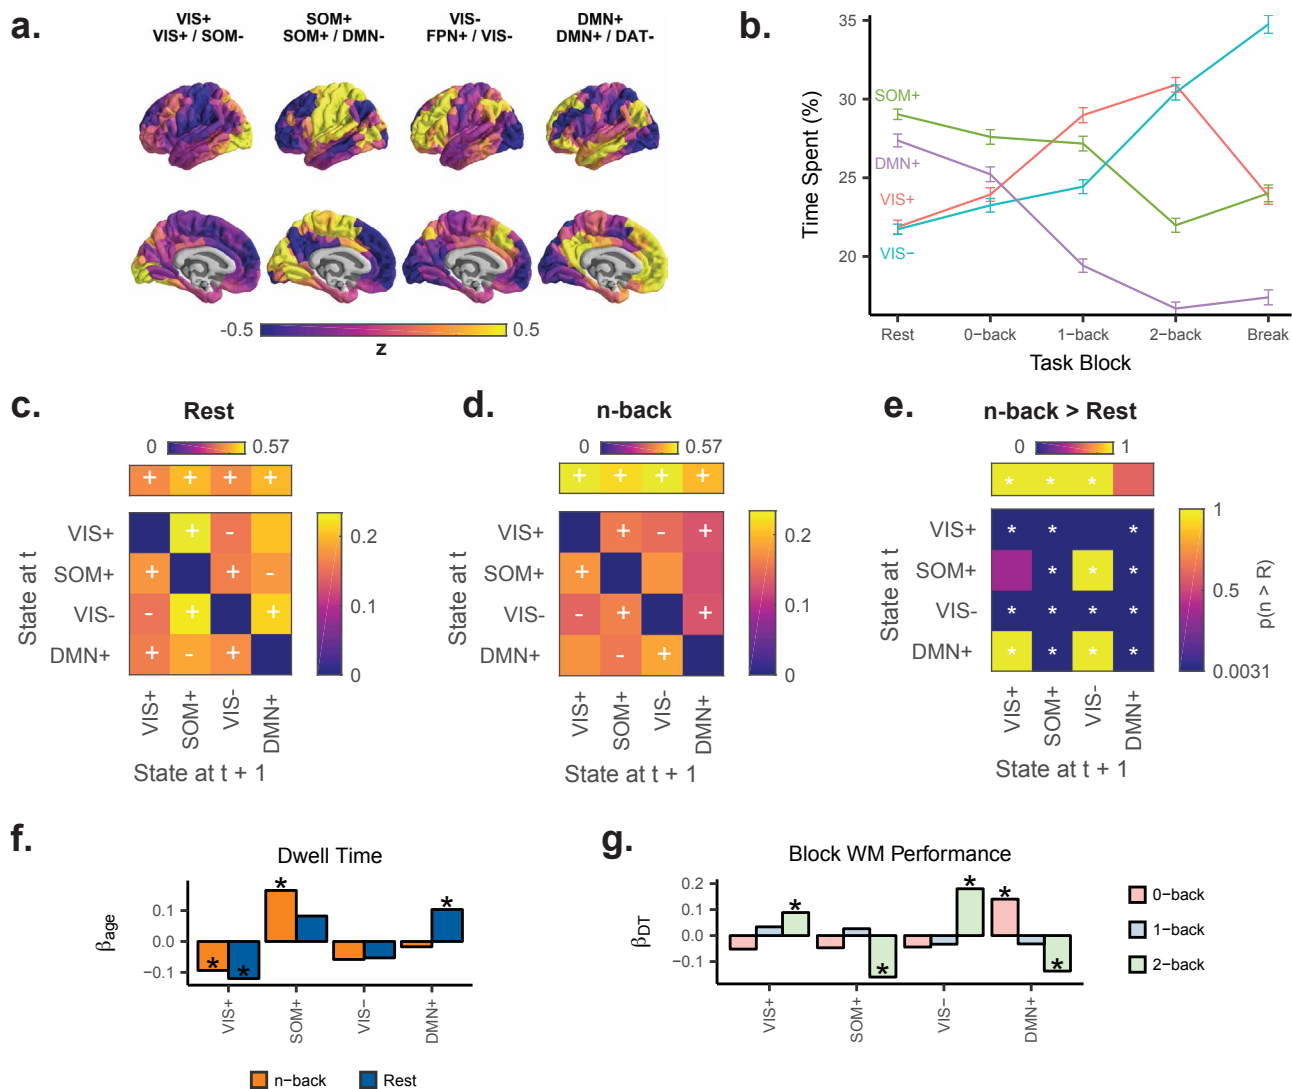 a.
VIS+ SOM+ VIS- DMN+
VIS+ / SOM- SOM+ / DMN- FPN+ / VIS- DMN+ / DAT-
-0.5 0.5
z
b.
35
30
25
20
Time Spent (%)
SOM+
DMN+
VIS+
VIS−
Rest 0−back 1−back 2−back Break
Task Block
c.
Rest
0 0.57
+ + + +
VIS+ + -
SOM+ + + -
VIS- - + +
DMN+ + - +
State at t
VIS+ SOM+ VIS- DMN+
State at t + 1
0.2
0.1
0
d.
n-back
0 0.57
+ + + +
VIS+ + - +
SOM+ +
VIS- - + +
DMN+ - +
State at t
VIS+ SOM+ VIS- DMN+
State at t + 1
0.2
0.1
0
e.
n-back > Rest
0 1
* * *
VIS+ * * *
SOM+ * * *
VIS- * * * *
DMN+ * * * *
State at t
VIS+ SOM+ VIS- DMN+
State at t + 1
1
0.5
0.0031
p(n > R)
f.
Dwell Time
0.1
0.0
−0.1
βage
* * * *
VIS+ SOM+ VIS− DMN+
n−back Rest
g.
Block WM Performance
0.2
0.1
0.0
−0.1
βDT
* * * * *
VIS+ SOM+ VIS− DMN+
0−back
1−back
2−back